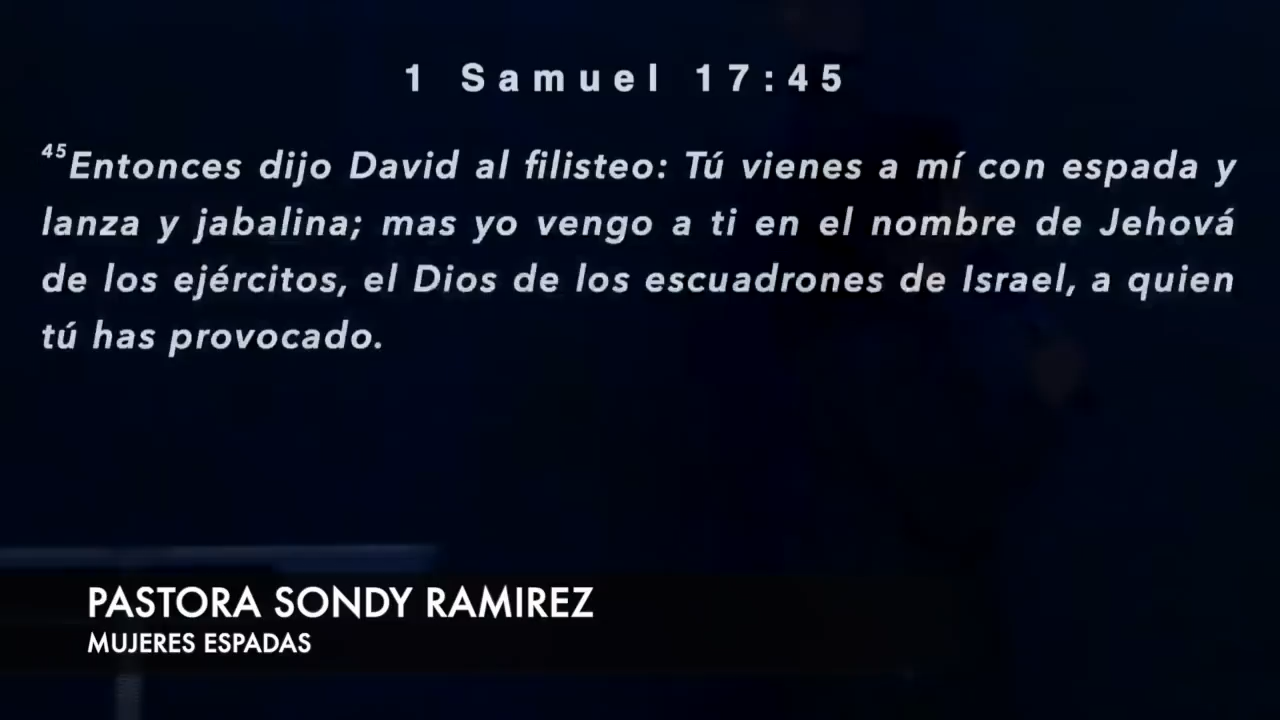 1 Samuel 17:45
45Entonces dijo David al filisteo: Tú vienes a mí con espada y
lanza y jabalina; mas yo vengo a ti en el nombre de Jehová
de los ejércitos, el Dios de los escuadrones de Israel, a quien
tú has provocado.
PASTORA SONDY RAMIREZ
MUJERES ESPADAS